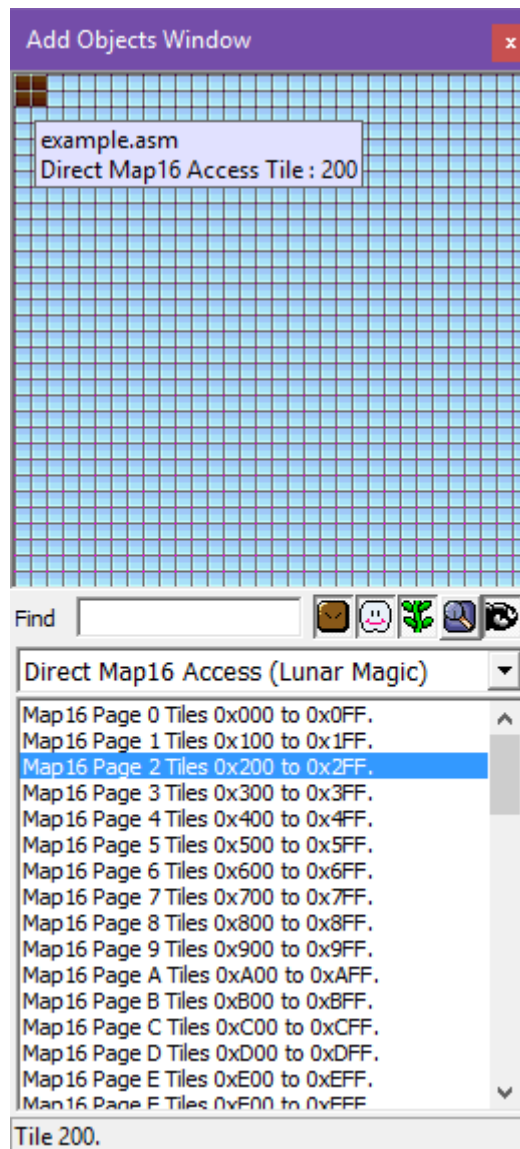 Add Objects Window
x
example.asm
Direct Map16 Access Tile : 200
Find
Direct Map16 Access (Lunar Magic)
Map16 Page 0 Tiles 0x000 to 0x0FF.
Map16 Page 1 Tiles 0x100 to 0x1FF.
Map16 Page 2 Tiles 0x200 to 0x2FF.
Map16 Page 3 Tiles 0x300 to 0x3FF.
Map16 Page 4 Tiles 0x400 to 0x4FF.
Map16 Page 5 Tiles 0x500 to 0x5FF.
Map16 Page 6 Tiles 0x600 to 0x6FF.
Map16 Page 7 Tiles 0x700 to 0x7FF.
Map16 Page 8 Tiles 0x800 to 0x8FF.
Map16 Page 9 Tiles 0x900 to 0x9FF.
Map16 Page A Tiles 0xA00 to 0xAFF.
Map16 Page B Tiles 0xB00 to 0xBFF.
Map16 Page C Tiles 0xC00 to 0xCFF.
Map16 Page D Tiles 0xD00 to 0xDFF.
Map16 Page E Tiles 0xE00 to 0xEFF.
Map16 Page F Tiles 0xF00 to 0xFFF.
Tile 200.